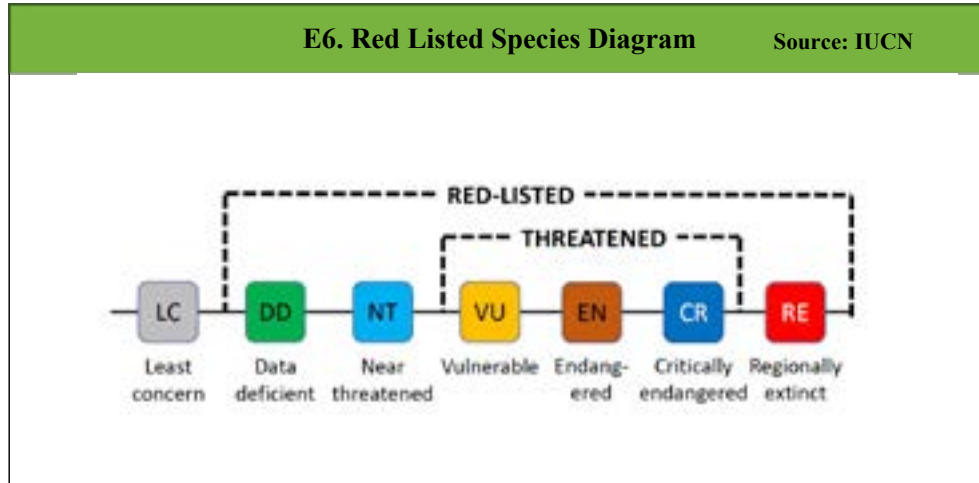 E6. Red Listed Species Diagram Source: IUCN
RED-LISTED
THREATENED
LC DD NT VU EN CR RE
Least Data Near Vulnerable Endang- Critically Regionally
concern deficient threatened ered endangered extinct